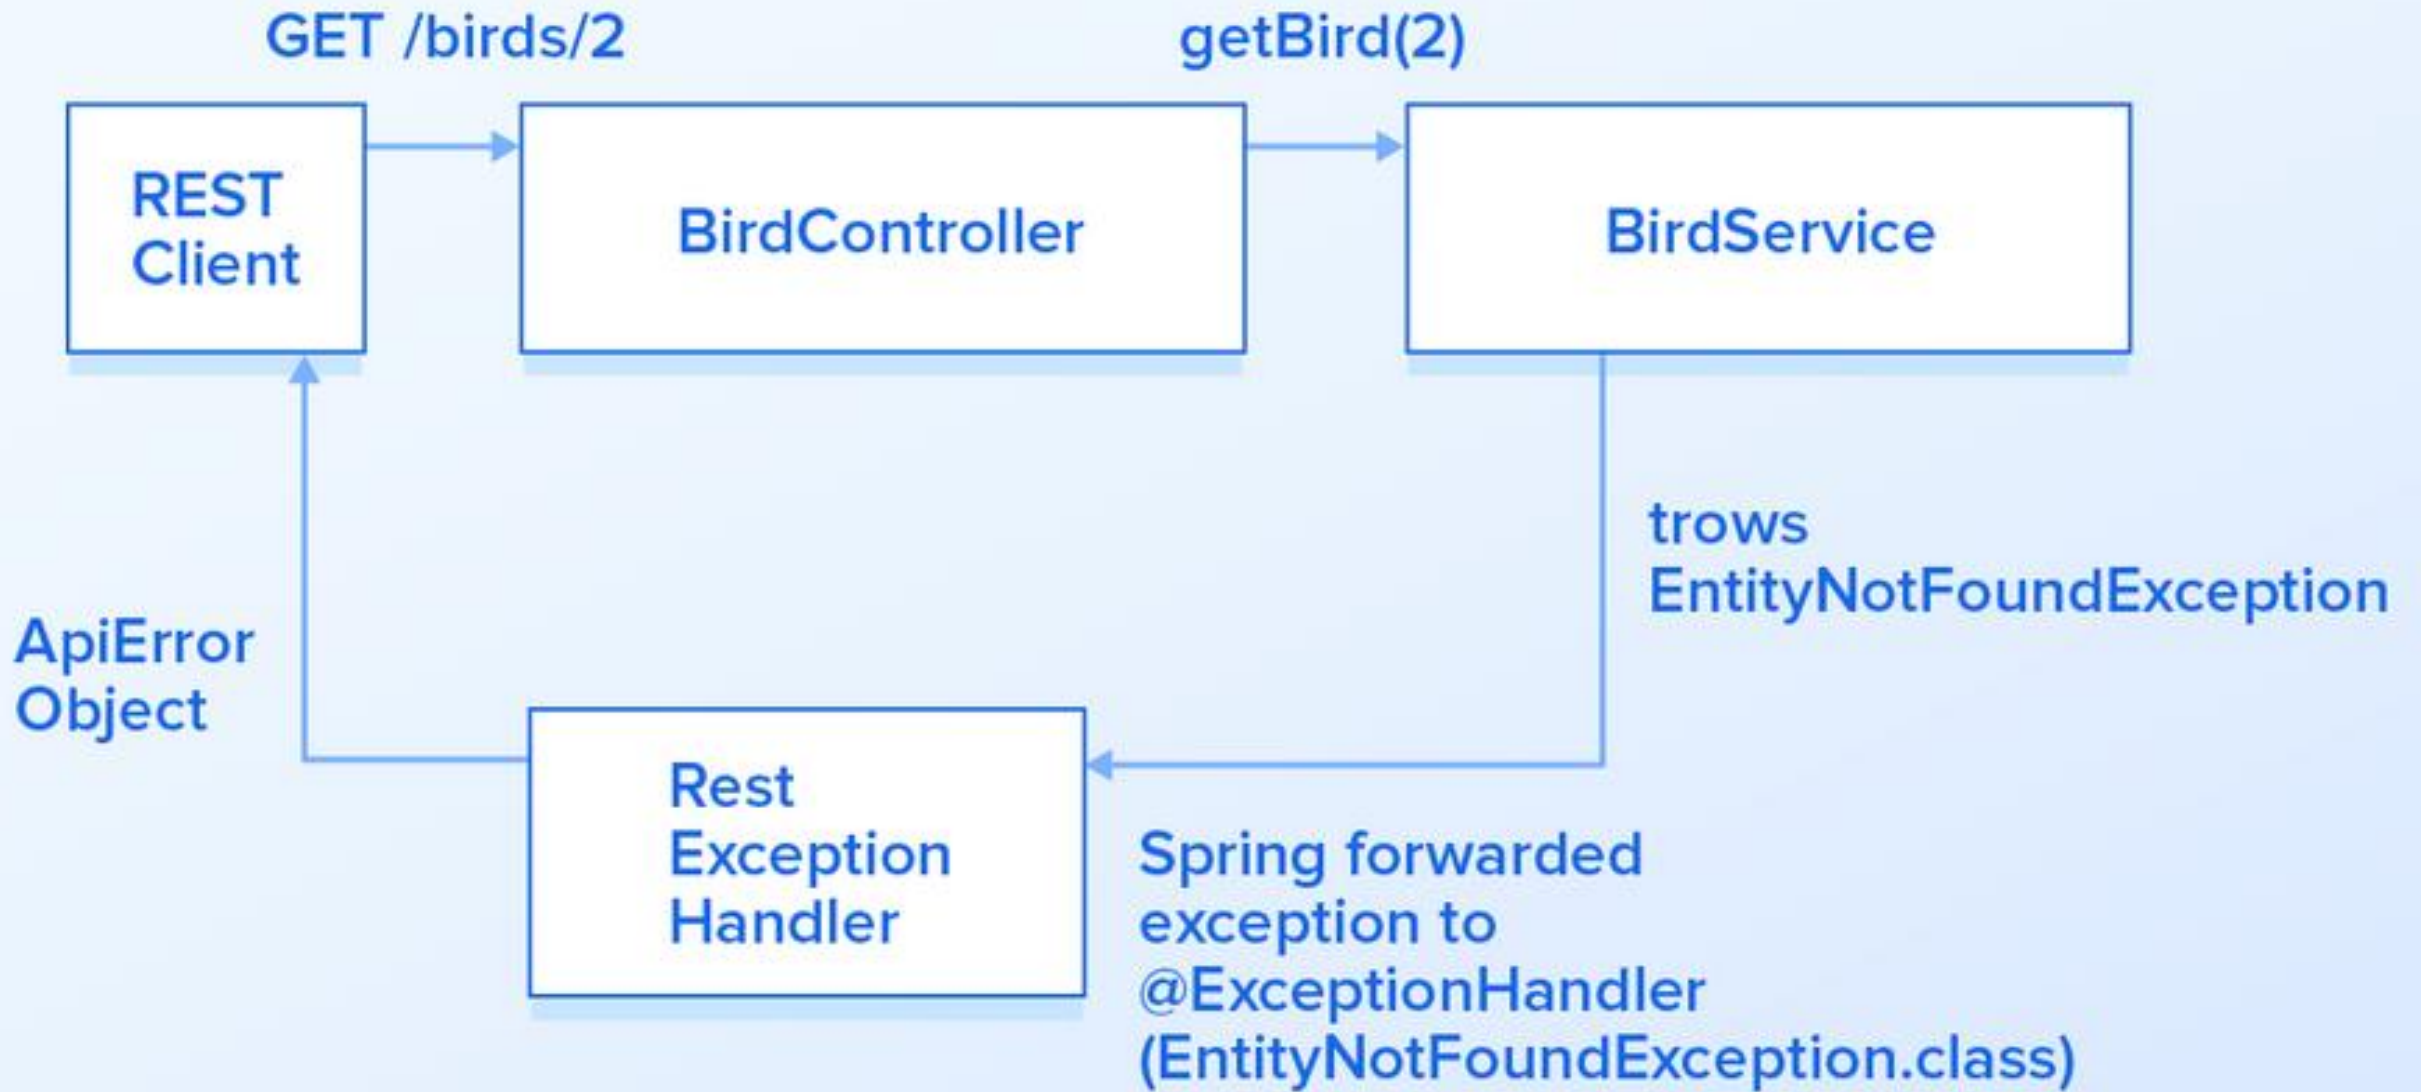 GET /birds/2
getBird(2)
REST
Client
BirdController
BirdService
trows
EntityNotFoundException
ApiError
Object
Rest
Exception
Handler
Spring forwarded
exception to
@ExceptionHandler
(EntityNotFoundException.class)